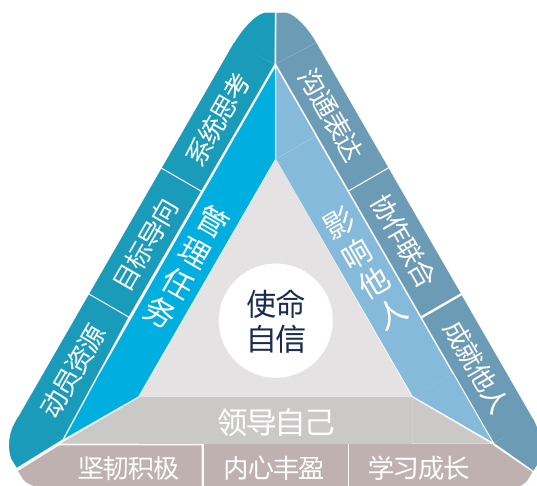 系统思考
目标导向
动员资源
管理任务
沟通表达
协作联合
成就他人
影响他人
使命
自信
领导自己
坚韧积极
内心丰盈
学习成长